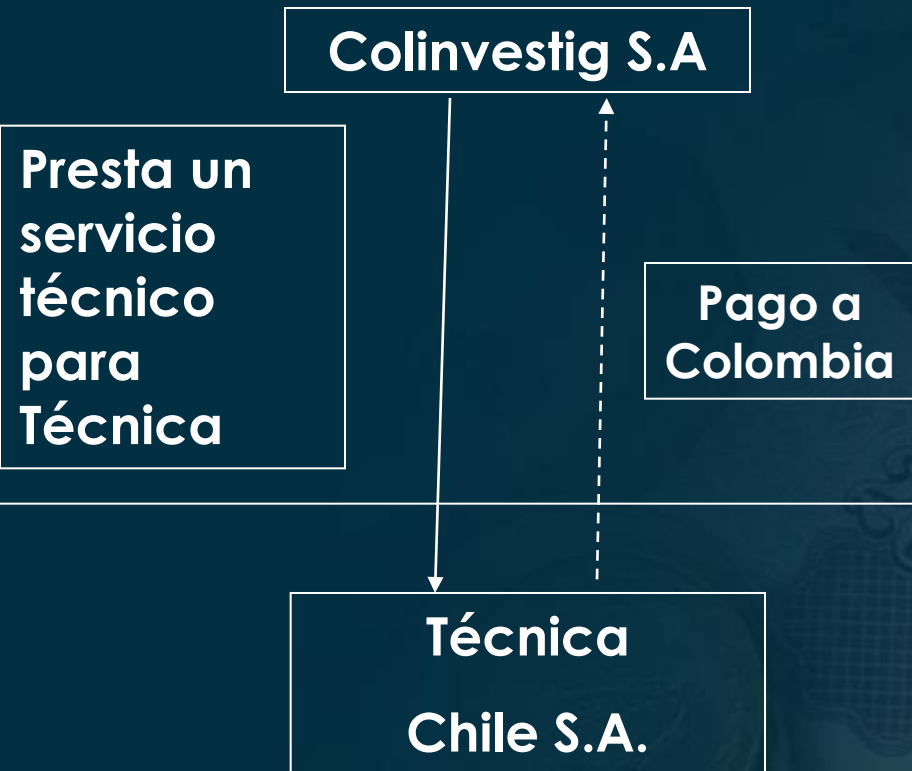 Colinvestig S.A
Presta un
servicio
técnico
para
Técnica
Pago a
Colombia
Técnica
Chile S.A.